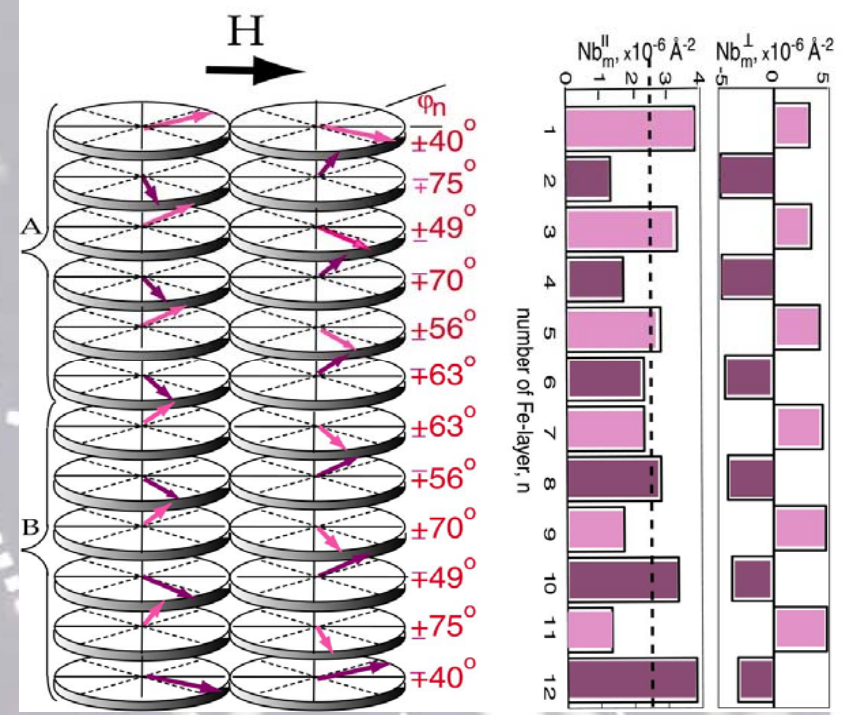 H
φn
±40°
∓75°
±49°
∓70°
±56°
∓63°
±63°
∓56°
±70°
∓49°
±75°
∓40°
A
B
Nb∥m, x10-6 Å-2
0 1 2 3 4
Nb⊥m, x10-6 Å-2
-5 0 5
number of Fe-layer, n
1
2
3
4
5
6
7
8
9
10
11
12